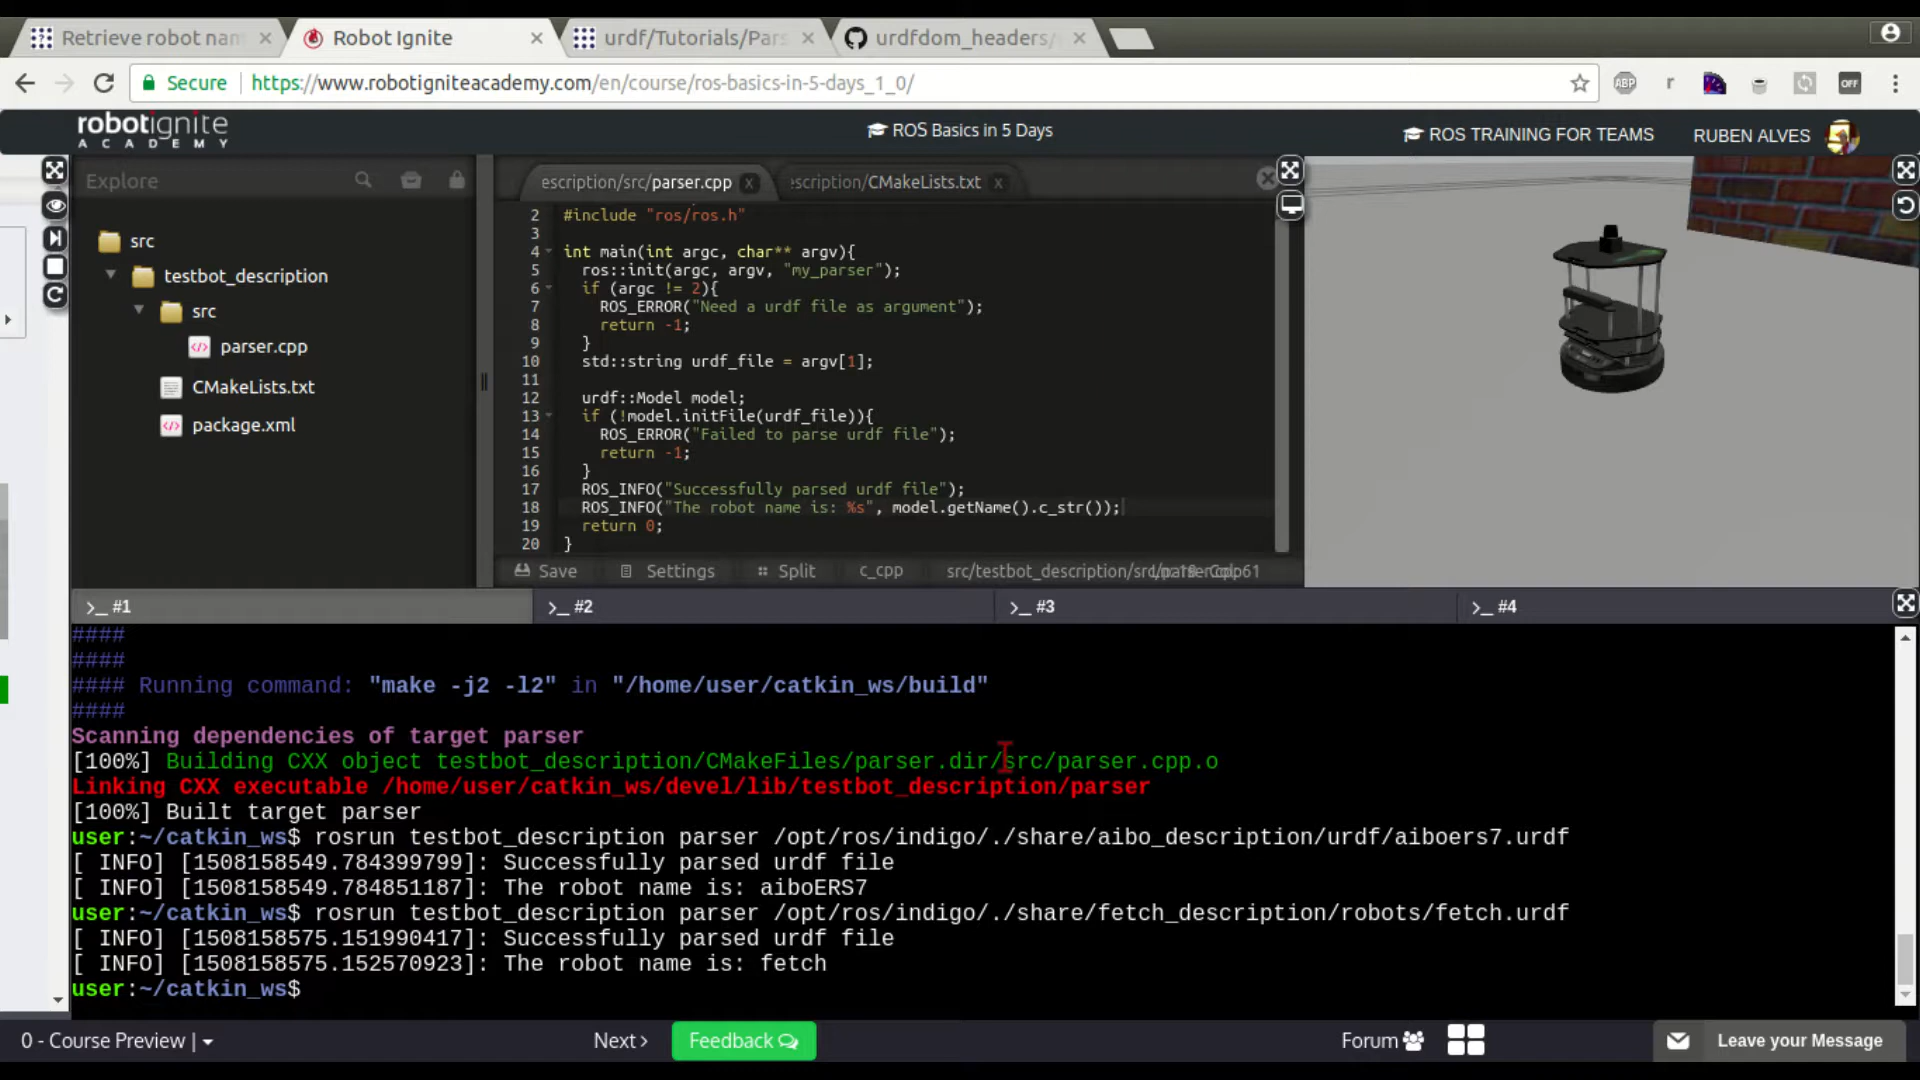 Retrieve robot nam
Robot Ignite
urdf/Tutorials/Pars
urdfdom_headers/
Secure
https://www.robotigniteacademy.com/en/course/ros-basics-in-5-days_1_0/
ABP
r
OFF
robotignite
ACADEMY
ROS Basics in 5 Days
ROS TRAINING FOR TEAMS
RUBEN ALVES
Explore
src
testbot_description
src
parser.cpp
CMakeLists.txt
package.xml
escription/src/parser.cpp x
escription/CMakeLists.txt x
2 #include "ros/ros.h"
3
4 int main(int argc, char** argv){
5 ros::init(argc, argv, "my_parser");
6 if (argc != 2){
7 ROS_ERROR("Need a urdf file as argument");
8 return -1;
9 }
10 std::string urdf_file = argv[1];
11
12 urdf::Model model;
13 if (!model.initFile(urdf_file)){
14 ROS_ERROR("Failed to parse urdf file");
15 return -1;
16 }
17 ROS_INFO("Successfully parsed urdf file");
18 ROS_INFO("The robot name is: %s", model.getName().c_str());
19 return 0;
20 }
Save
Settings
Split
c_cpp
src/testbot_description/src/
>_ #1
>_ #2
>_ #3
>_ #4
####
####
#### Running command: "make -j2 -l2" in "/home/user/catkin_ws/build"
####
Scanning dependencies of target parser
[100%] Building CXX object testbot_description/CMakeFiles/parser.dir/src/parser.cpp.o
Linking CXX executable /home/user/catkin_ws/devel/lib/testbot_description/parser
[100%] Built target parser
user:~/catkin_ws$ rosrun testbot_description parser /opt/ros/indigo/./share/aibo_description/urdf/aiboers7.urdf
[ INFO] [1508158549.784399799]: Successfully parsed urdf file
[ INFO] [1508158549.784851187]: The robot name is: aiboERS7
user:~/catkin_ws$ rosrun testbot_description parser /opt/ros/indigo/./share/fetch_description/robots/fetch.urdf
[ INFO] [1508158575.151990417]: Successfully parsed urdf file
[ INFO] [1508158575.152570923]: The robot name is: fetch
user:~/catkin_ws$
0 - Course Preview |
Next
Feedback
Forum
Leave your Message